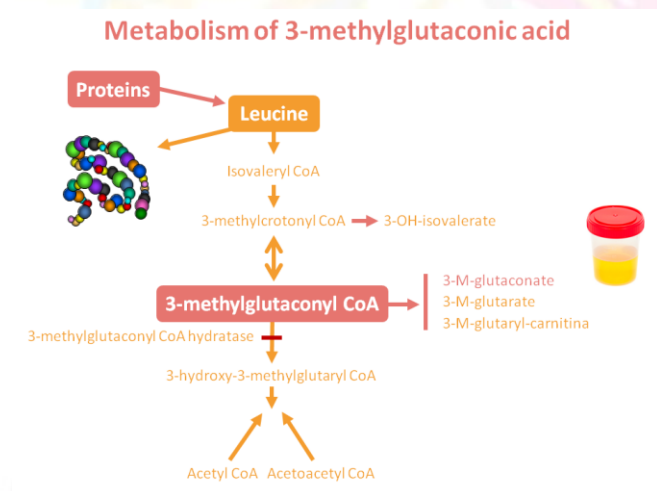 Metabolism of 3-methylglutaconic acid
Proteins
Leucine
Isovaleryl CoA
3-methylcrotonyl CoA
3-OH-isovalerate
3-methylglutaconyl CoA
3-M-glutaconate
3-M-glutarate
3-M-glutaryl-carnitina
3-methylglutaconyl CoA hydratase
3-hydroxy-3-methylglutaryl CoA
Acetyl CoA
Acetoacetyl CoA